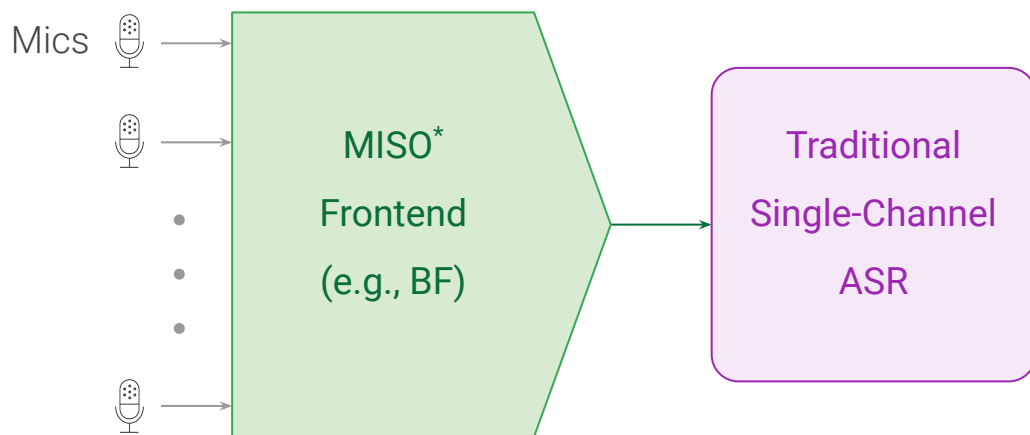 Mics
MISO*
Frontend
(e.g., BF)
Traditional
Single-Channel
ASR